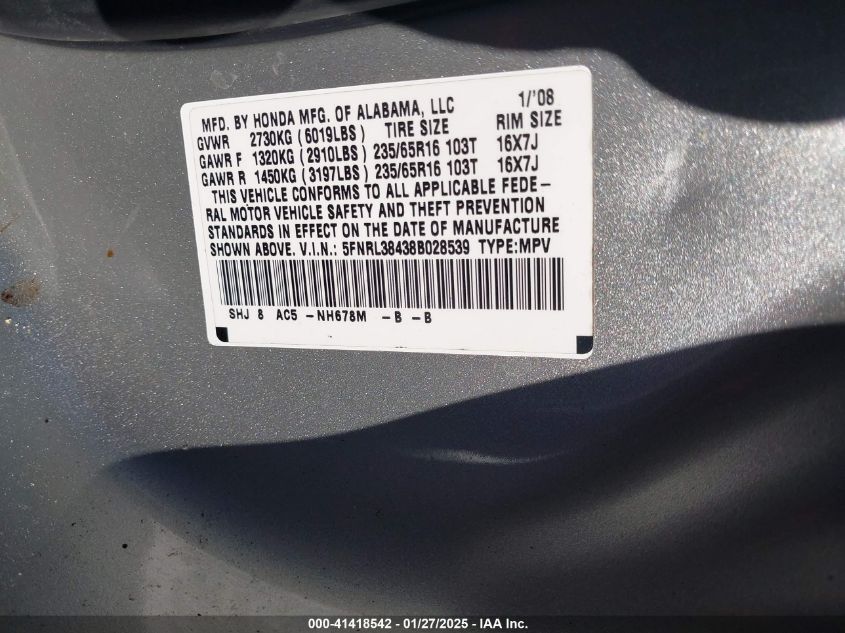 MFD. BY HONDA MFG. OF ALABAMA, LLC 1/'08
GVWR 2730KG (6019LBS) TIRE SIZE RIM SIZE
GAWR F 1320KG (2910LBS) 235/65R16 103T 16X7J
GAWR R 1450KG (3197LBS) 235/65R16 103T 16X7J
THIS VEHICLE CONFORMS TO ALL APPLICABLE FEDE-
RAL MOTOR VEHICLE SAFETY AND THEFT PREVENTION
STANDARDS IN EFFECT ON THE DATE OF MANUFACTURE
SHOWN ABOVE. V.I.N.: 5FNRL38438B028539 TYPE:MPV
SHJ 8 AC5 -NH678M -B -B
000-41418542 - 01/27/2025 - IAA Inc.